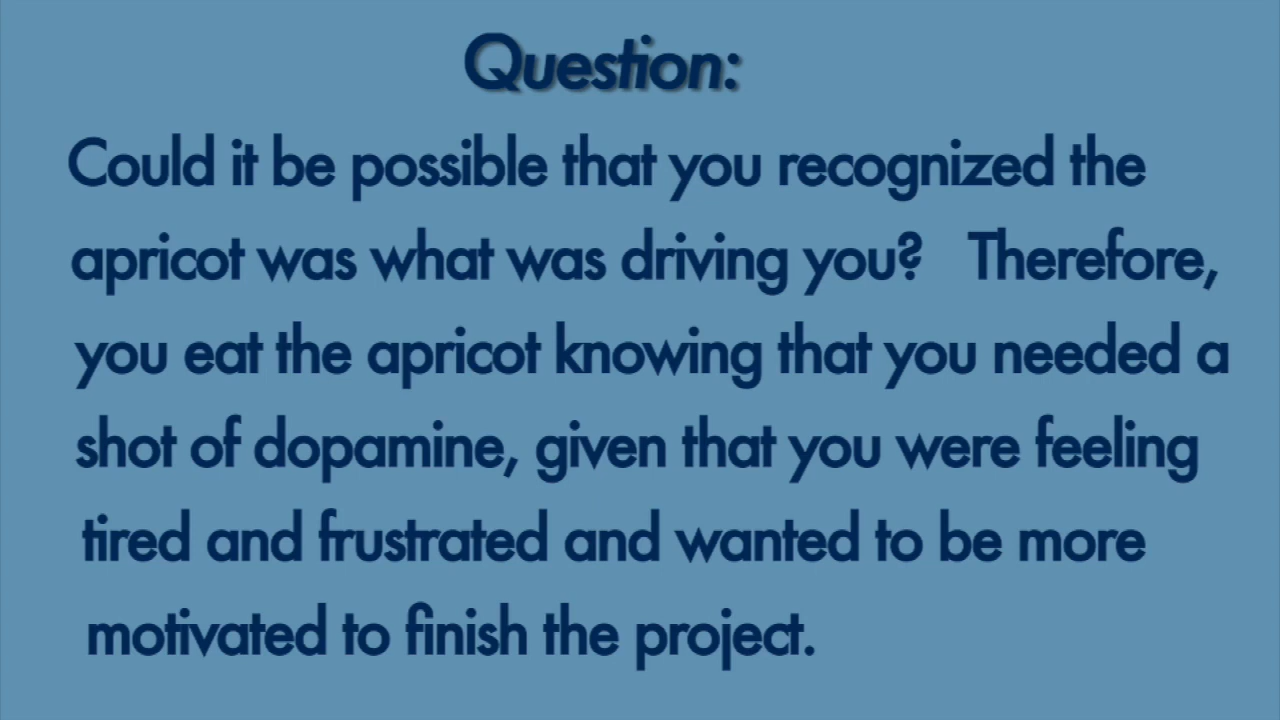 Question:
Could it be possible that you recognized the
apricot was what was driving you? Therefore,
you eat the apricot knowing that you needed a
shot of dopamine, given that you were feeling
tired and frustrated and wanted to be more
motivated to finish the project.